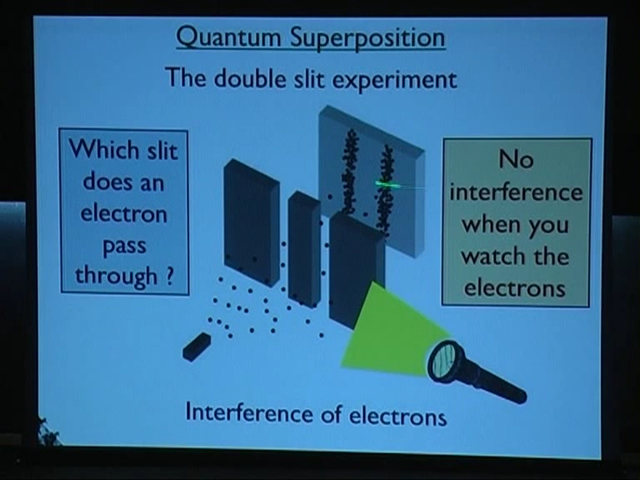 Quantum Superposition
The double slit experiment
Which slit
does an
electron
pass
through ?
No
interference
when you
watch the
electrons
Interference of electrons